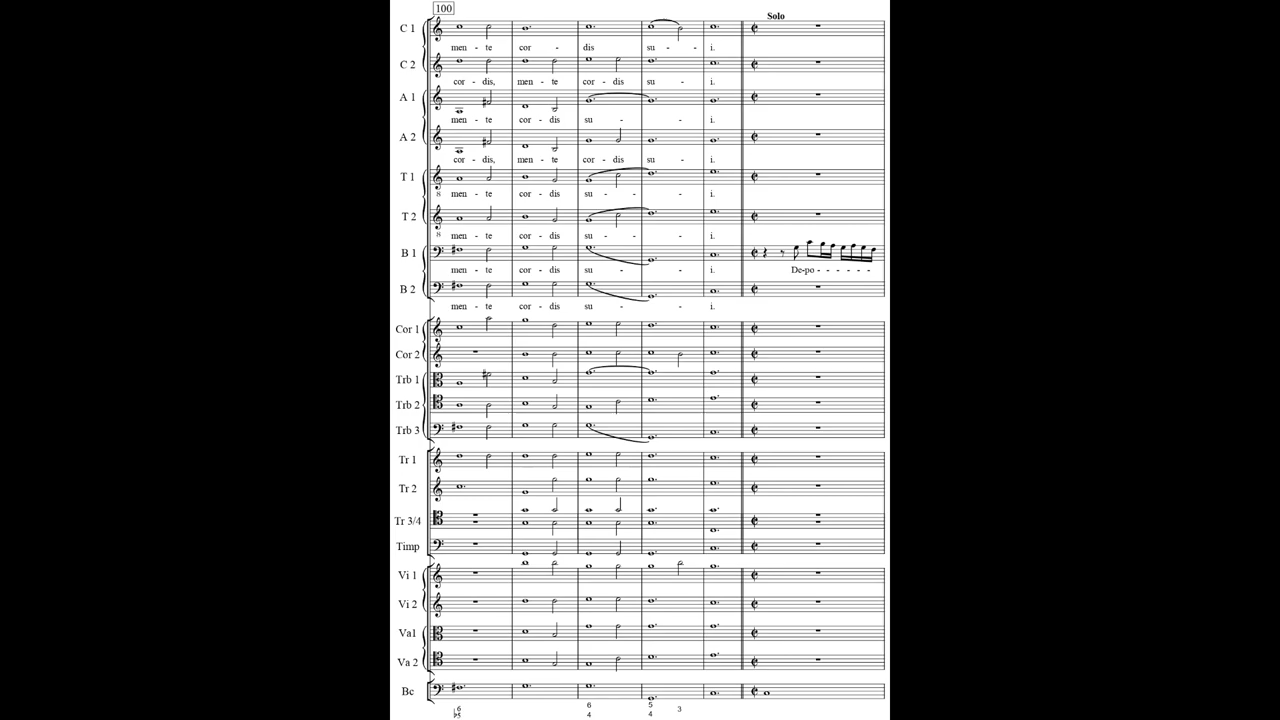 100
Solo
C 1
men - te cor - dis su - i.
C 2
cor - dis, men - te cor - dis su - i.
A 1
men - te cor - dis su - - i.
A 2
cor - dis, men - te cor - dis su - i.
T 1
8
men - te cor - dis su - - - i.
T 2
8
men - te cor - dis su - - - i.
B 1
men - te cor - dis su - - - i. De-po - - - - - -
B 2
men - te cor - dis su - - - i.
Cor 1
Cor 2
Trb 1
Trb 2
Trb 3
Tr 1
Tr 2
Tr 3/4
Timp
Vi 1
Vi 2
Va1
Va 2
Bc
6 6 5 3
♭5 4 4